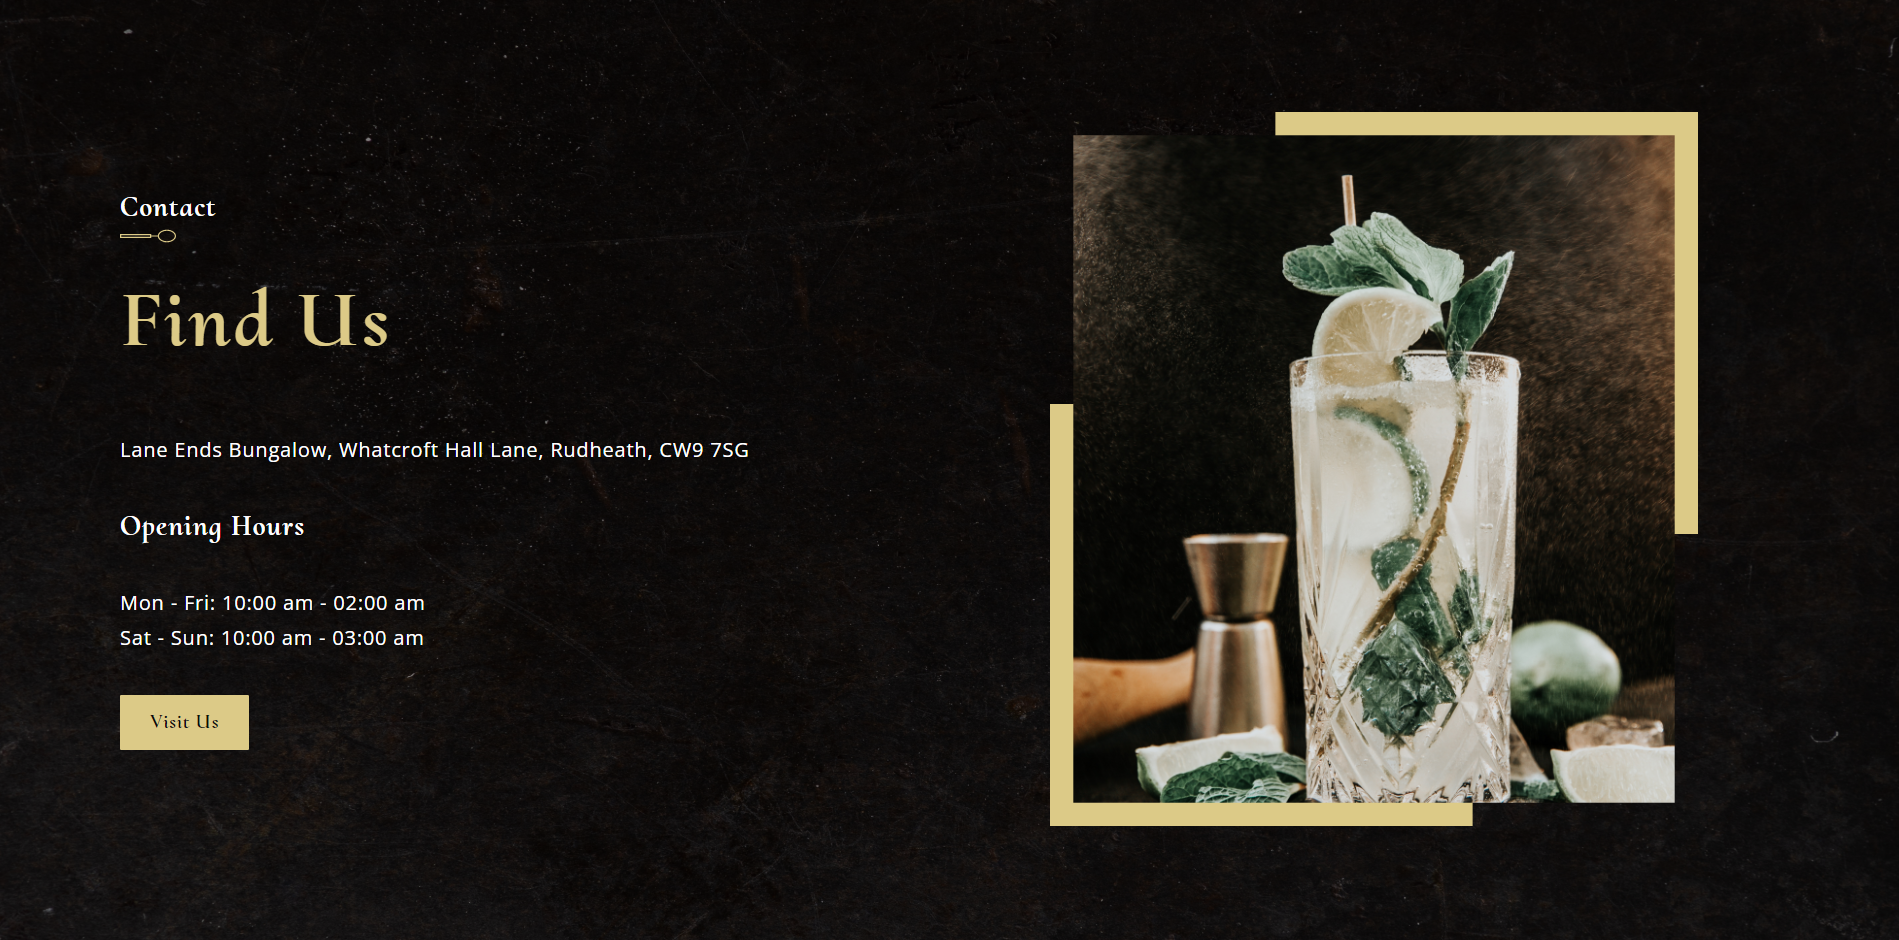 Contact
Find Us
Lane Ends Bungalow, Whatcroft Hall Lane, Rudheath, CW9 7SG
Opening Hours
Mon - Fri: 10:00 am - 02:00 am
Sat - Sun: 10:00 am - 03:00 am
Visit Us